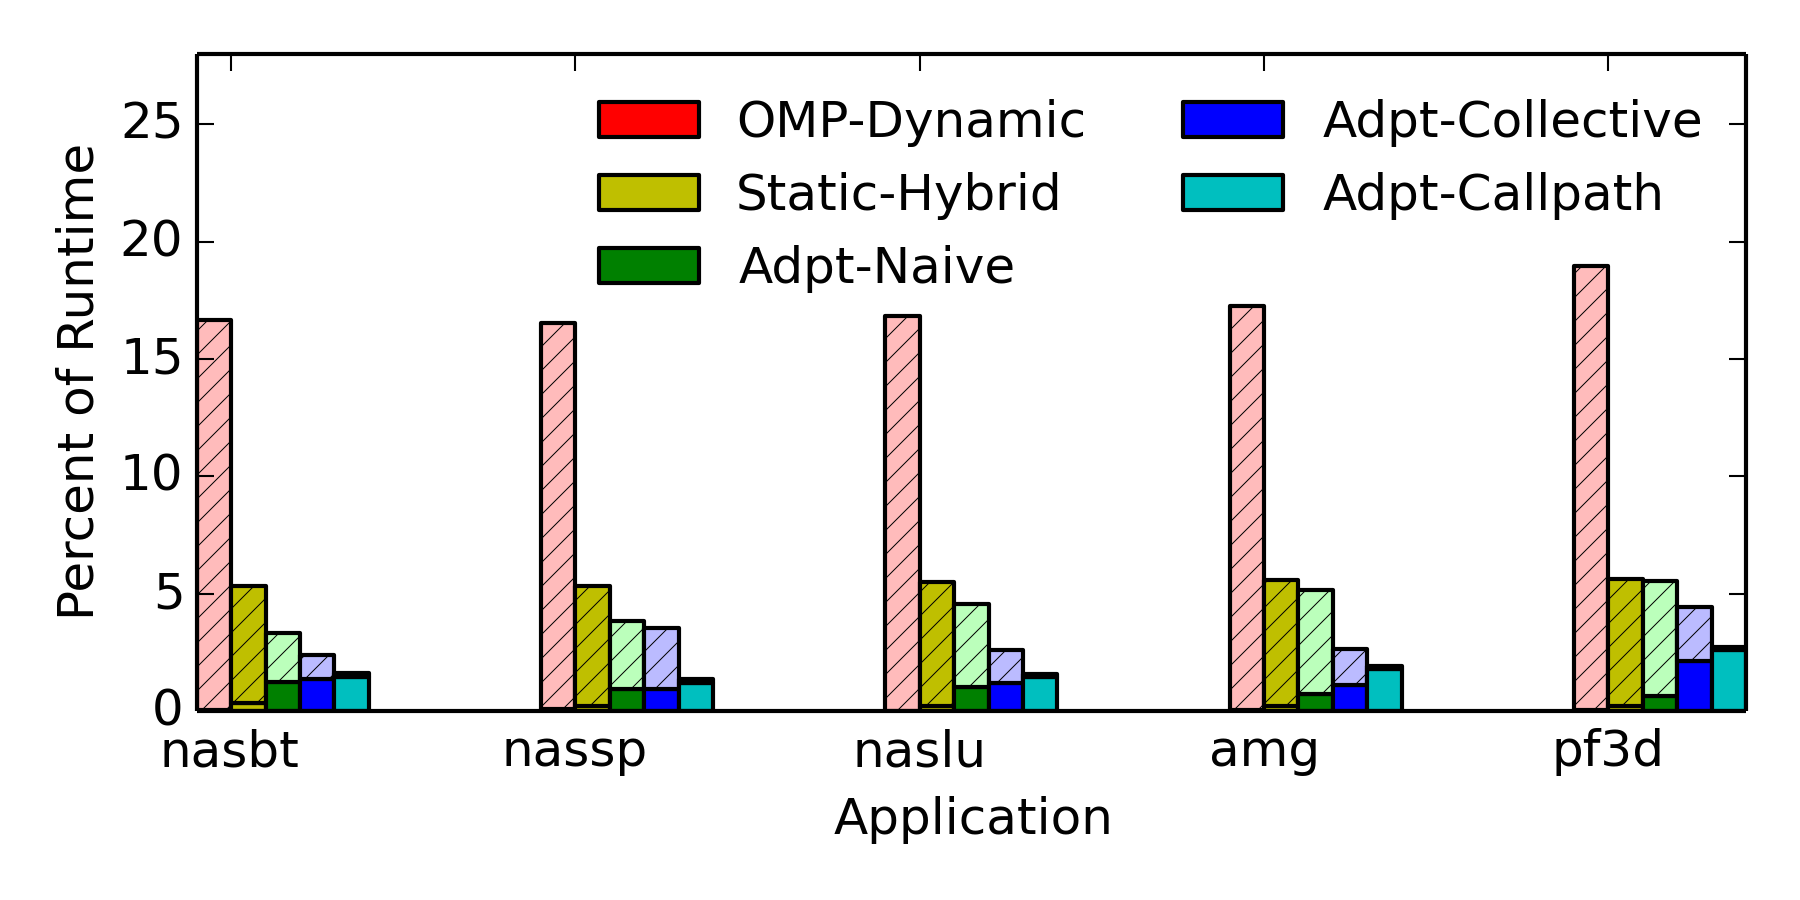 25
20
15
10
5
0
Percent of Runtime
OMP-Dynamic
Static-Hybrid
Adpt-Naive
Adpt-Collective
Adpt-Callpath
nasbt nassp naslu amg pf3d
Application